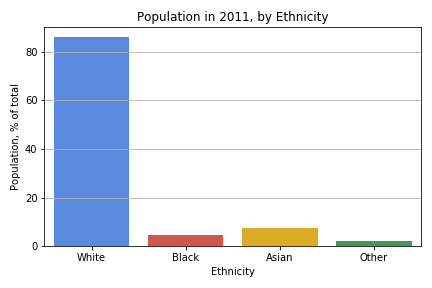 Population in 2011, by Ethnicity
Population, % of total
80
60
40
20
0
White Black Asian Other
Ethnicity